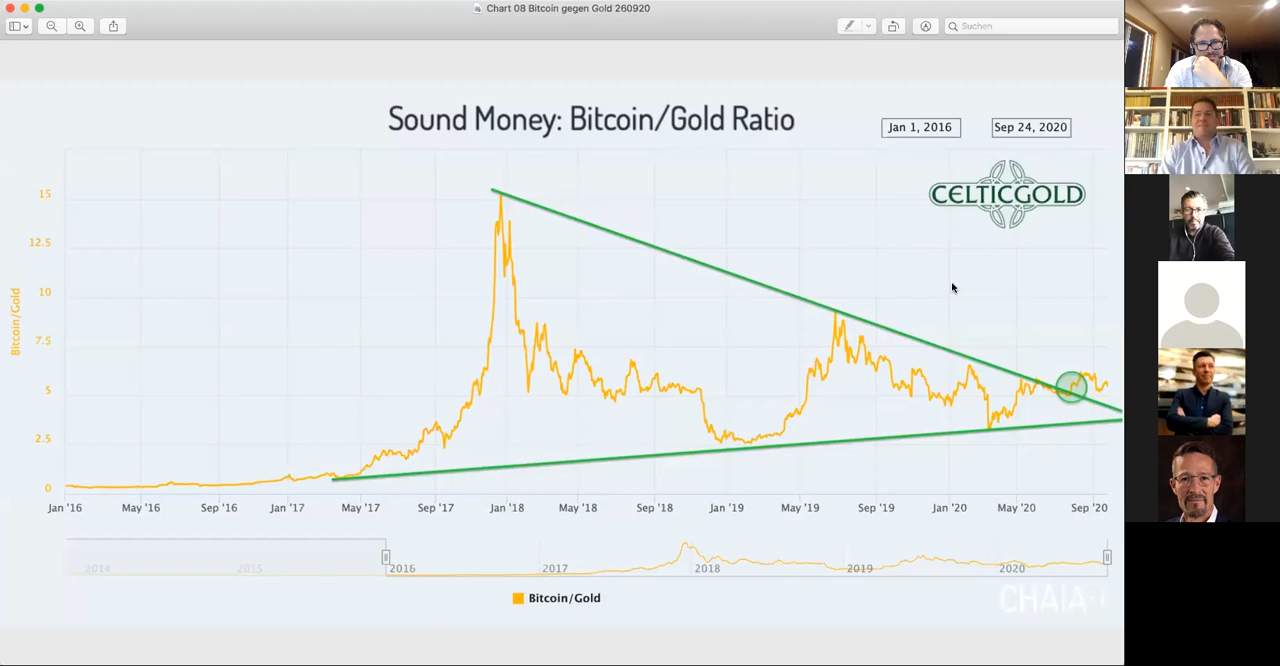 Chart 08 Bitcoin gegen Gold 260920
Suchen
Sound Money: Bitcoin/Gold Ratio
Jan 1, 2016
Sep 24, 2020
CELTICGOLD
15
12.5
10
7.5
5
2.5
0
Bitcoin/Gold
Jan '16 May '16 Sep '16 Jan '17 May '17 Sep '17 Jan '18 May '18 Sep '18 Jan '19 May '19 Sep '19 Jan '20 May '20 Sep '20
2014 2015 2016 2017 2018 2019 2020
Bitcoin/Gold